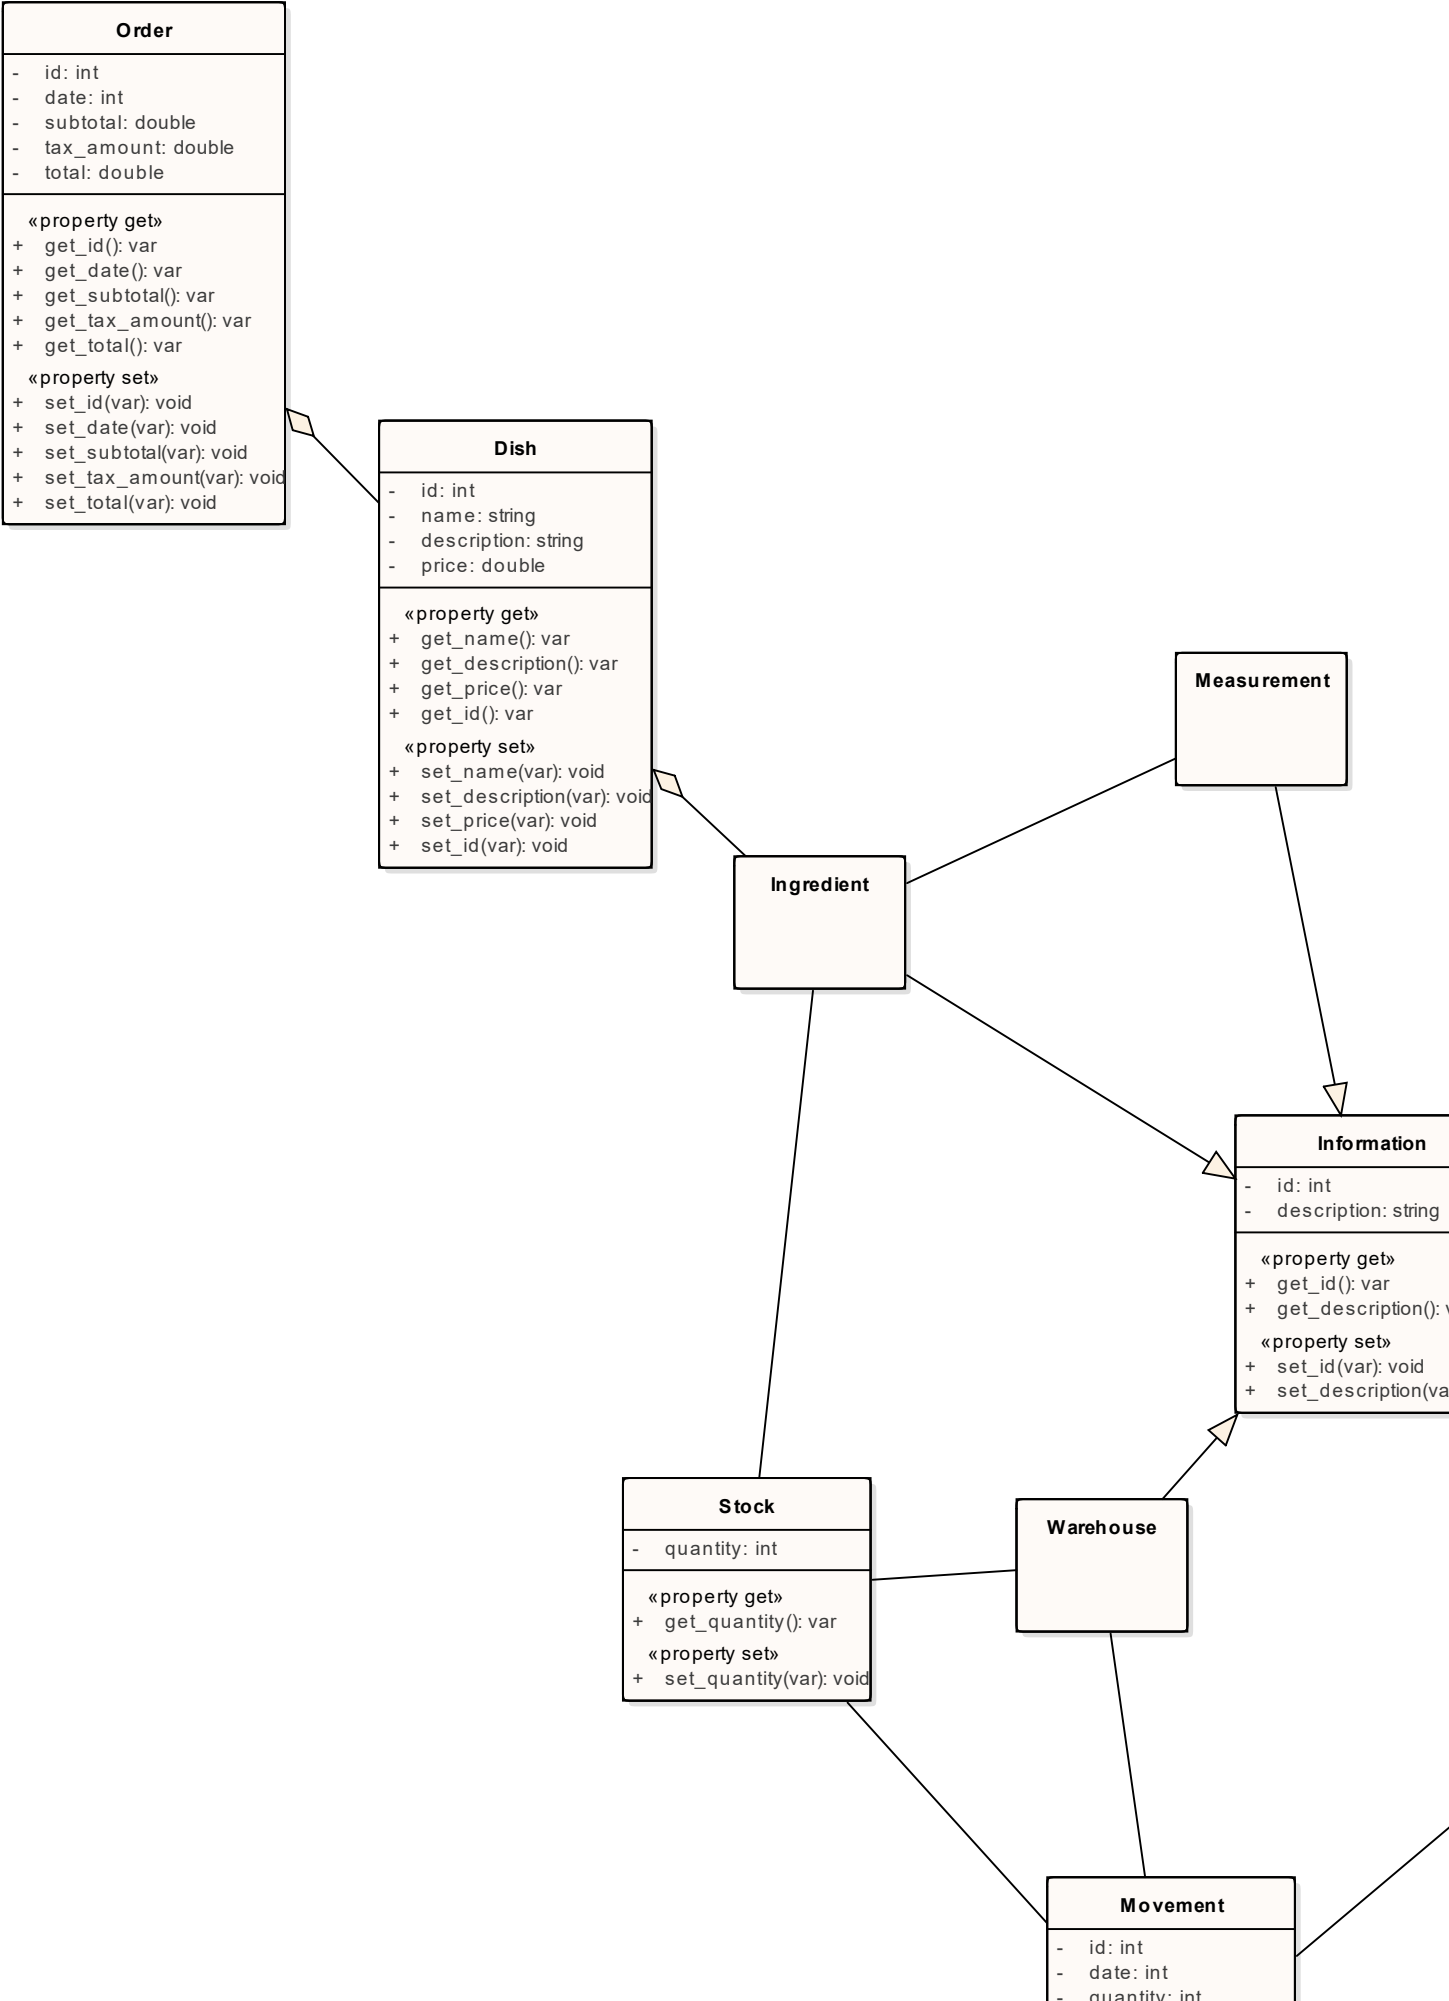 Order
- id: int
- date: int
- subtotal: double
- tax_amount: double
- total: double
«property get»
+ get_id(): var
+ get_date(): var
+ get_subtotal(): var
+ get_tax_amount(): var
+ get_total(): var
«property set»
+ set_id(var): void
+ set_date(var): void
+ set_subtotal(var): void
+ set_tax_amount(var): void
+ set_total(var): void
Dish
- id: int
- name: string
- description: string
- price: double
«property get»
+ get_name(): var
+ get_description(): var
+ get_price(): var
+ get_id(): var
«property set»
+ set_name(var): void
+ set_description(var): void
+ set_price(var): void
+ set_id(var): void
Measurement
Ingredient
Information
- id: int
- description: string
«property get»
+ get_id(): var
+ get_description():
«property set»
+ set_id(var): void
+ set_description(va
Stock
- quantity: int
«property get»
+ get_quantity(): var
«property set»
+ set_quantity(var): void
Warehouse
Movement
- id: int
- date: int
- quantity: int